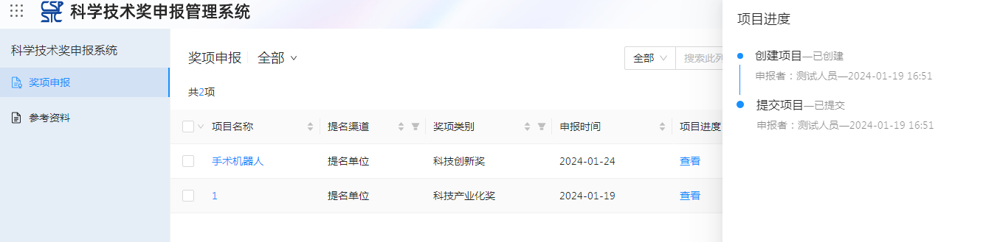 CSP
STC
科学技术奖申报管理系统
科学技术奖申报系统
奖项申报
参考资料
奖项申报 全部
全部 搜索此列
共2项
项目名称 提名渠道 奖项类别 申报时间 项目进度
手术机器人 提名单位 科技创新奖 2024-01-24 查看
1 提名单位 科技产业化奖 2024-01-19 查看
项目进度
创建项目—已创建
申报者：测试人员—2024-01-19 16:51
提交项目—已提交
申报者：测试人员—2024-01-19 16:51